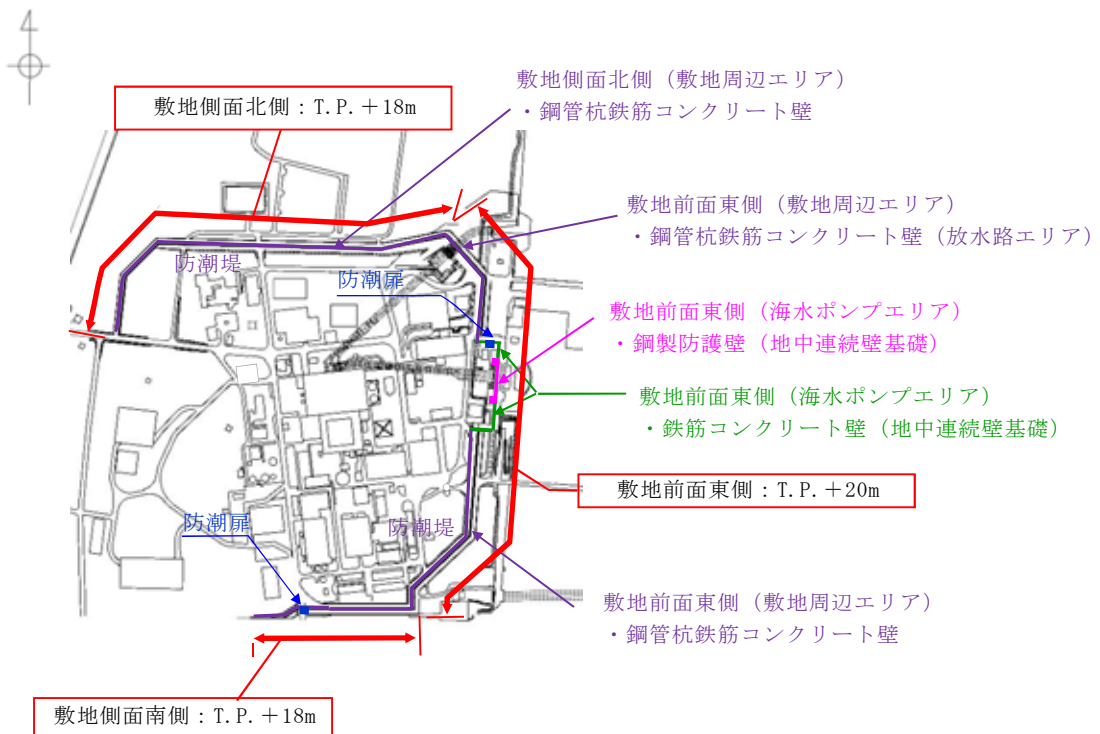 4
敷地側面北側（敷地周辺エリア）
・鋼管杭鉄筋コンクリート壁
敷地側面北側：T.P.＋18m
敷地前面東側（敷地周辺エリア）
・鋼管杭鉄筋コンクリート壁（放水路エリア）
防潮堤
防潮扉
敷地前面東側（海水ポンプエリア）
・鋼製防護壁（地中連続壁基礎）
敷地前面東側（海水ポンプエリア）
・鉄筋コンクリート壁（地中連続壁基礎）
敷地前面東側：T.P.＋20m
防潮扉
防潮堤
敷地前面東側（敷地周辺エリア）
・鋼管杭鉄筋コンクリート壁
敷地側面南側：T.P.＋18m